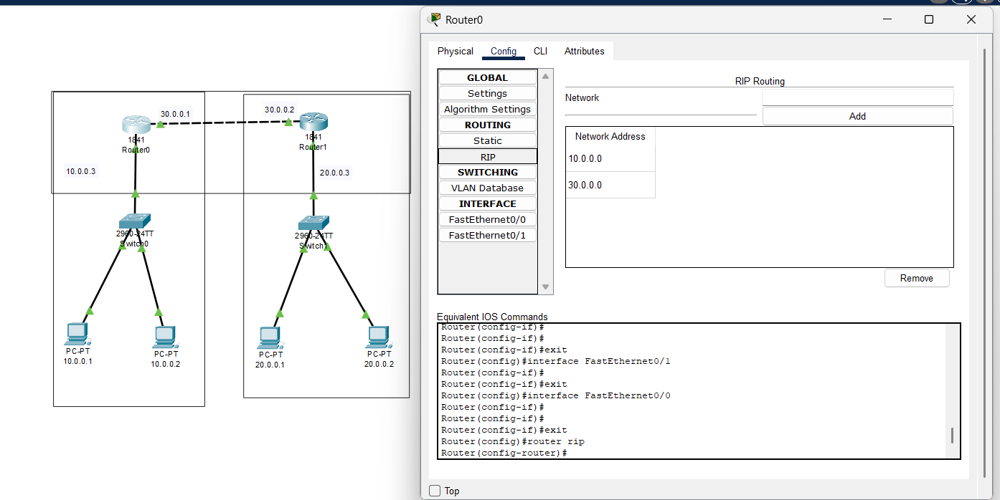 30.0.0.1
30.0.0.2
1841
Router0
1841
Router1
10.0.0.3
20.0.0.3
2960-24TT
Switch0
2960-24TT
Switch1
PC-PT
10.0.0.1
PC-PT
10.0.0.2
PC-PT
20.0.0.1
PC-PT
20.0.0.2
Router0
Physical Config CLI Attributes
GLOBAL
Settings
Algorithm Settings
ROUTING
Static
RIP
SWITCHING
VLAN Database
INTERFACE
FastEthernet0/0
FastEthernet0/1
RIP Routing
Network
Add
Network Address
10.0.0.0
30.0.0.0
Remove
Equivalent IOS Commands
Router(config-if)#
Router(config-if)#
Router(config-if)#exit
Router(config)#interface FastEthernet0/1
Router(config-if)#
Router(config-if)#exit
Router(config)#interface FastEthernet0/0
Router(config-if)#
Router(config-if)#
Router(config-if)#exit
Router(config)#router rip
Router(config-router)#
Top